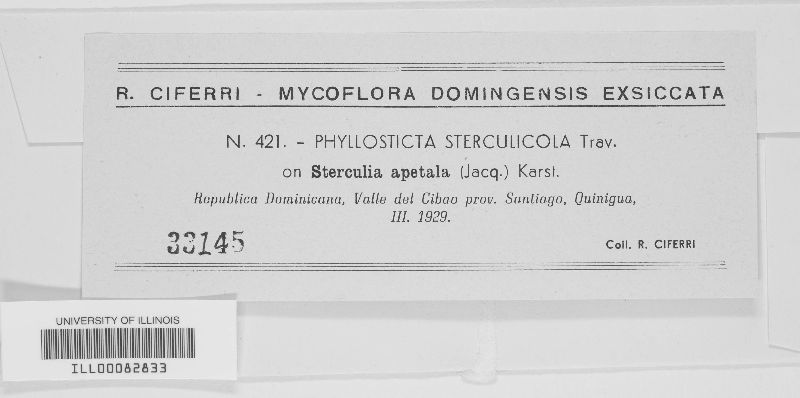 R. CIFERRI - MYCOFLORA DOMINGENSIS EXSICCATA
N. 421. - PHYLLOSTICTA STERCULICOLA Trav.
on Sterculia apetala (Jacq.) Karst.
Republica Dominicana, Valle del Cibao prov. Santiago, Quinigua,
III. 1929.
33145
Coll. R. CIFERRI
UNIVERSITY OF ILLINOIS
ILL00082833